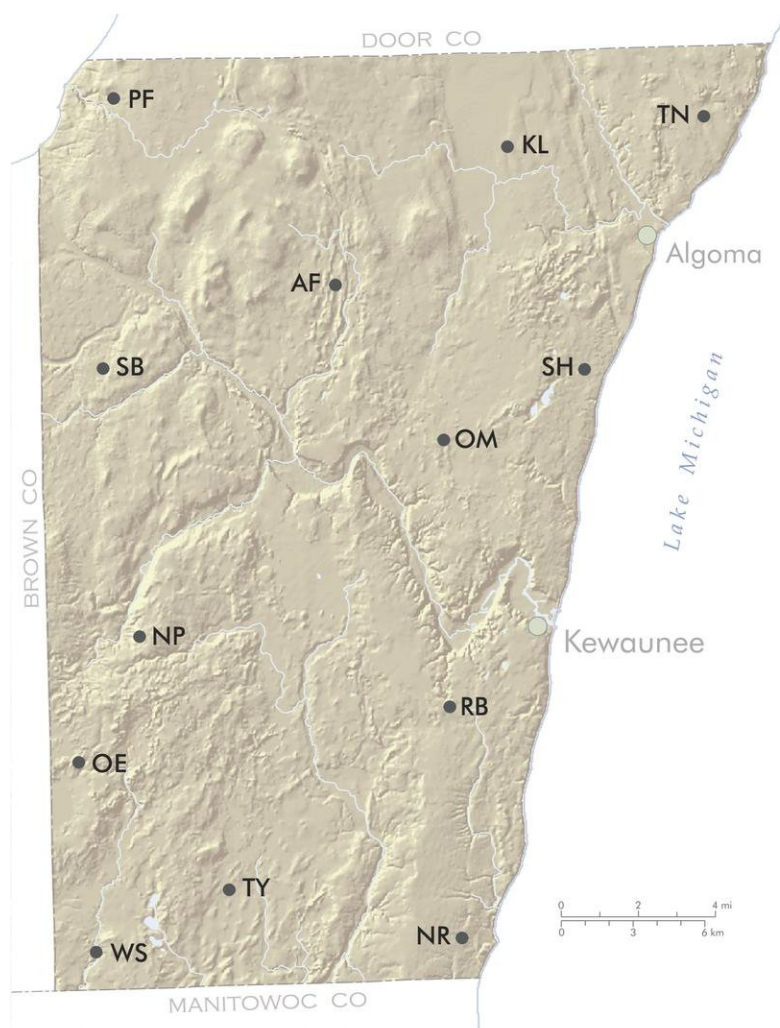 DOOR CO
PF
TN
KL
Algoma
AF
SB
SH
OM
Lake Michigan
BROWN CO
NP
Kewaunee
RB
OE
TY
0 2 4 mi
0 3 6 km
NR
WS
MANITOWOC CO